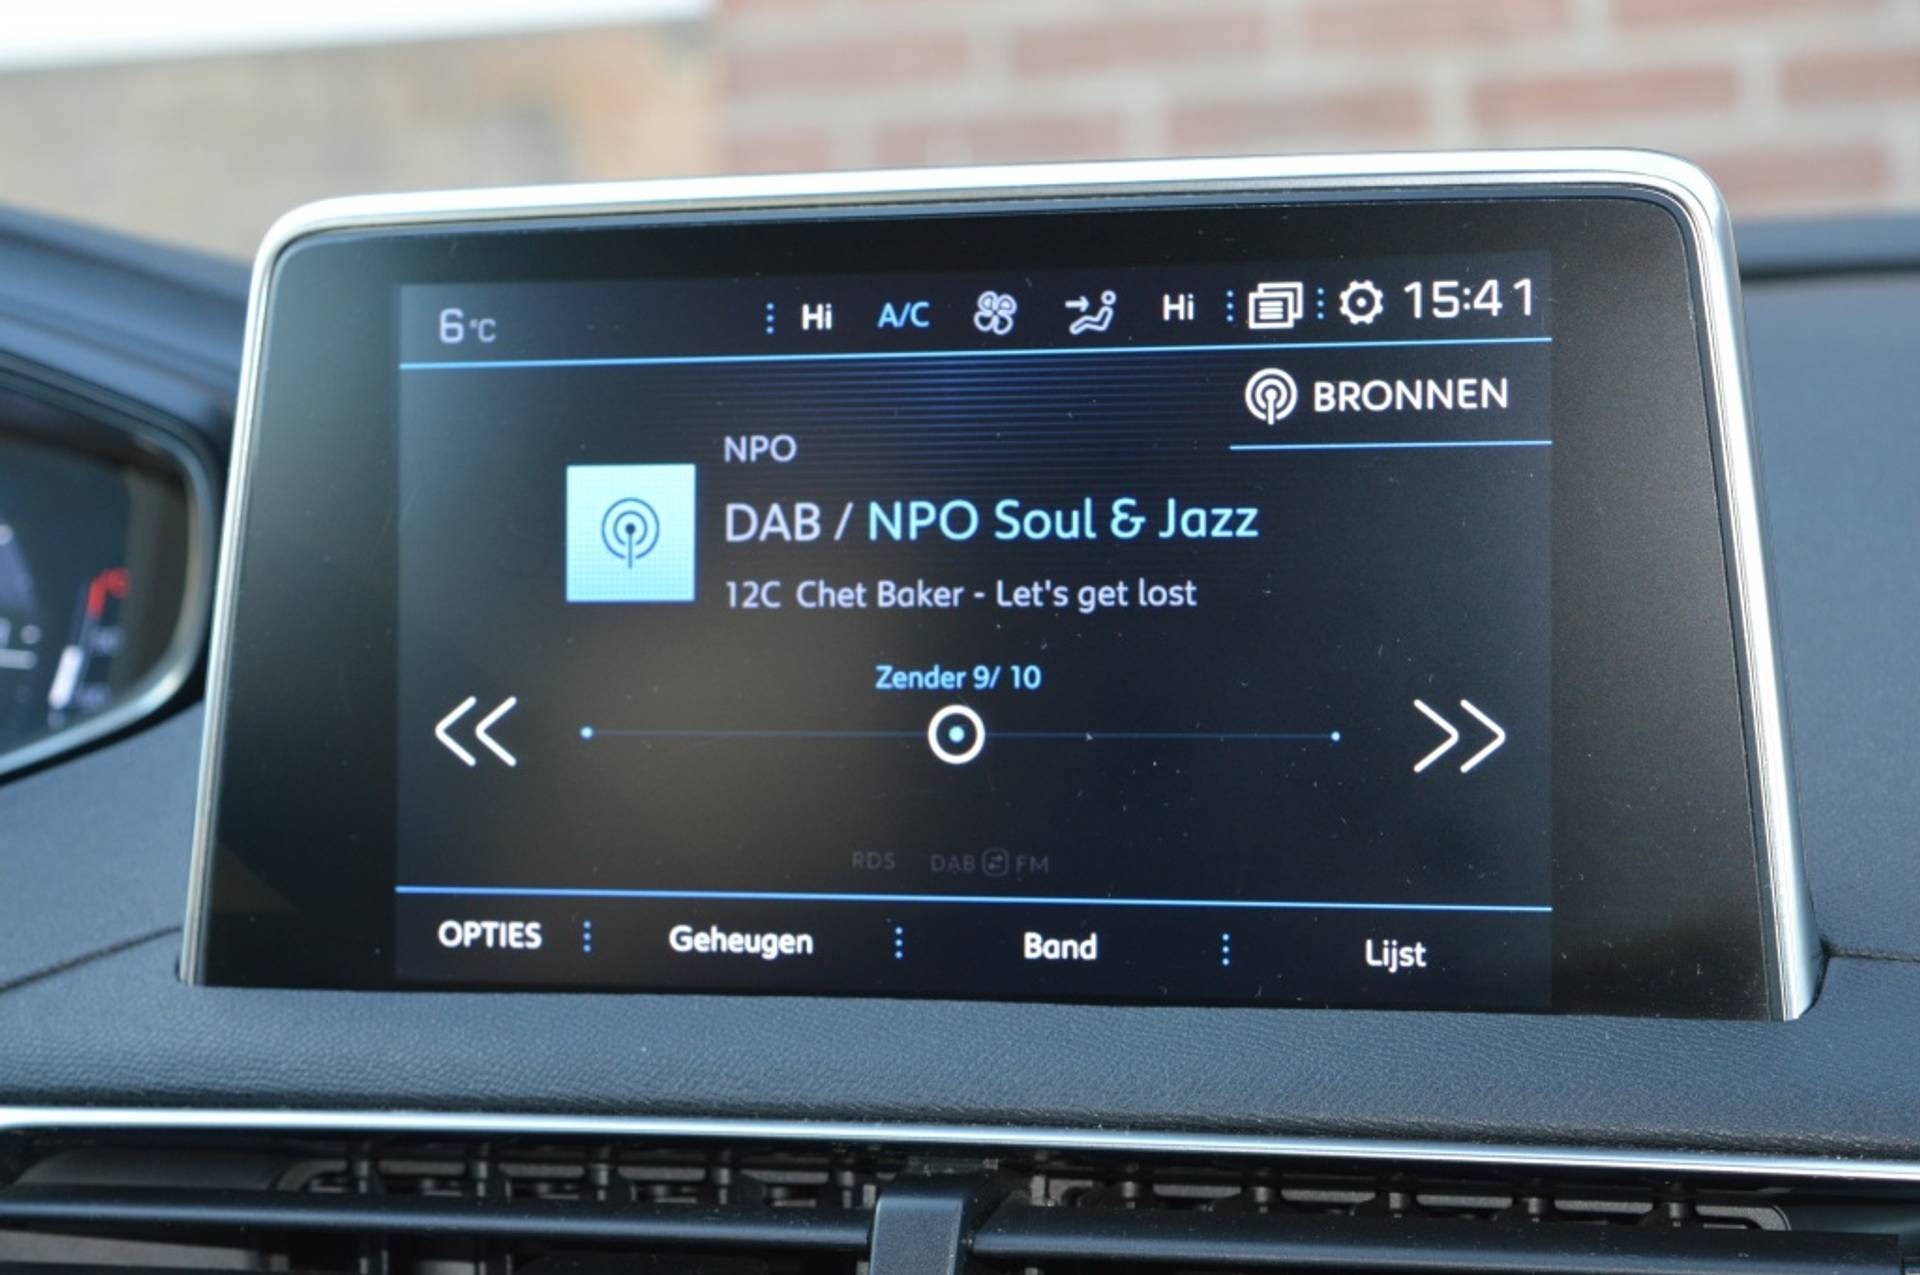 6°C Hi A/C Hi 15:41
BRONNEN
NPO
DAB / NPO Soul & Jazz
12C Chet Baker - Let's get lost
Zender 9/ 10
RDS DAB FM
OPTIES Geheugen Band Lijst